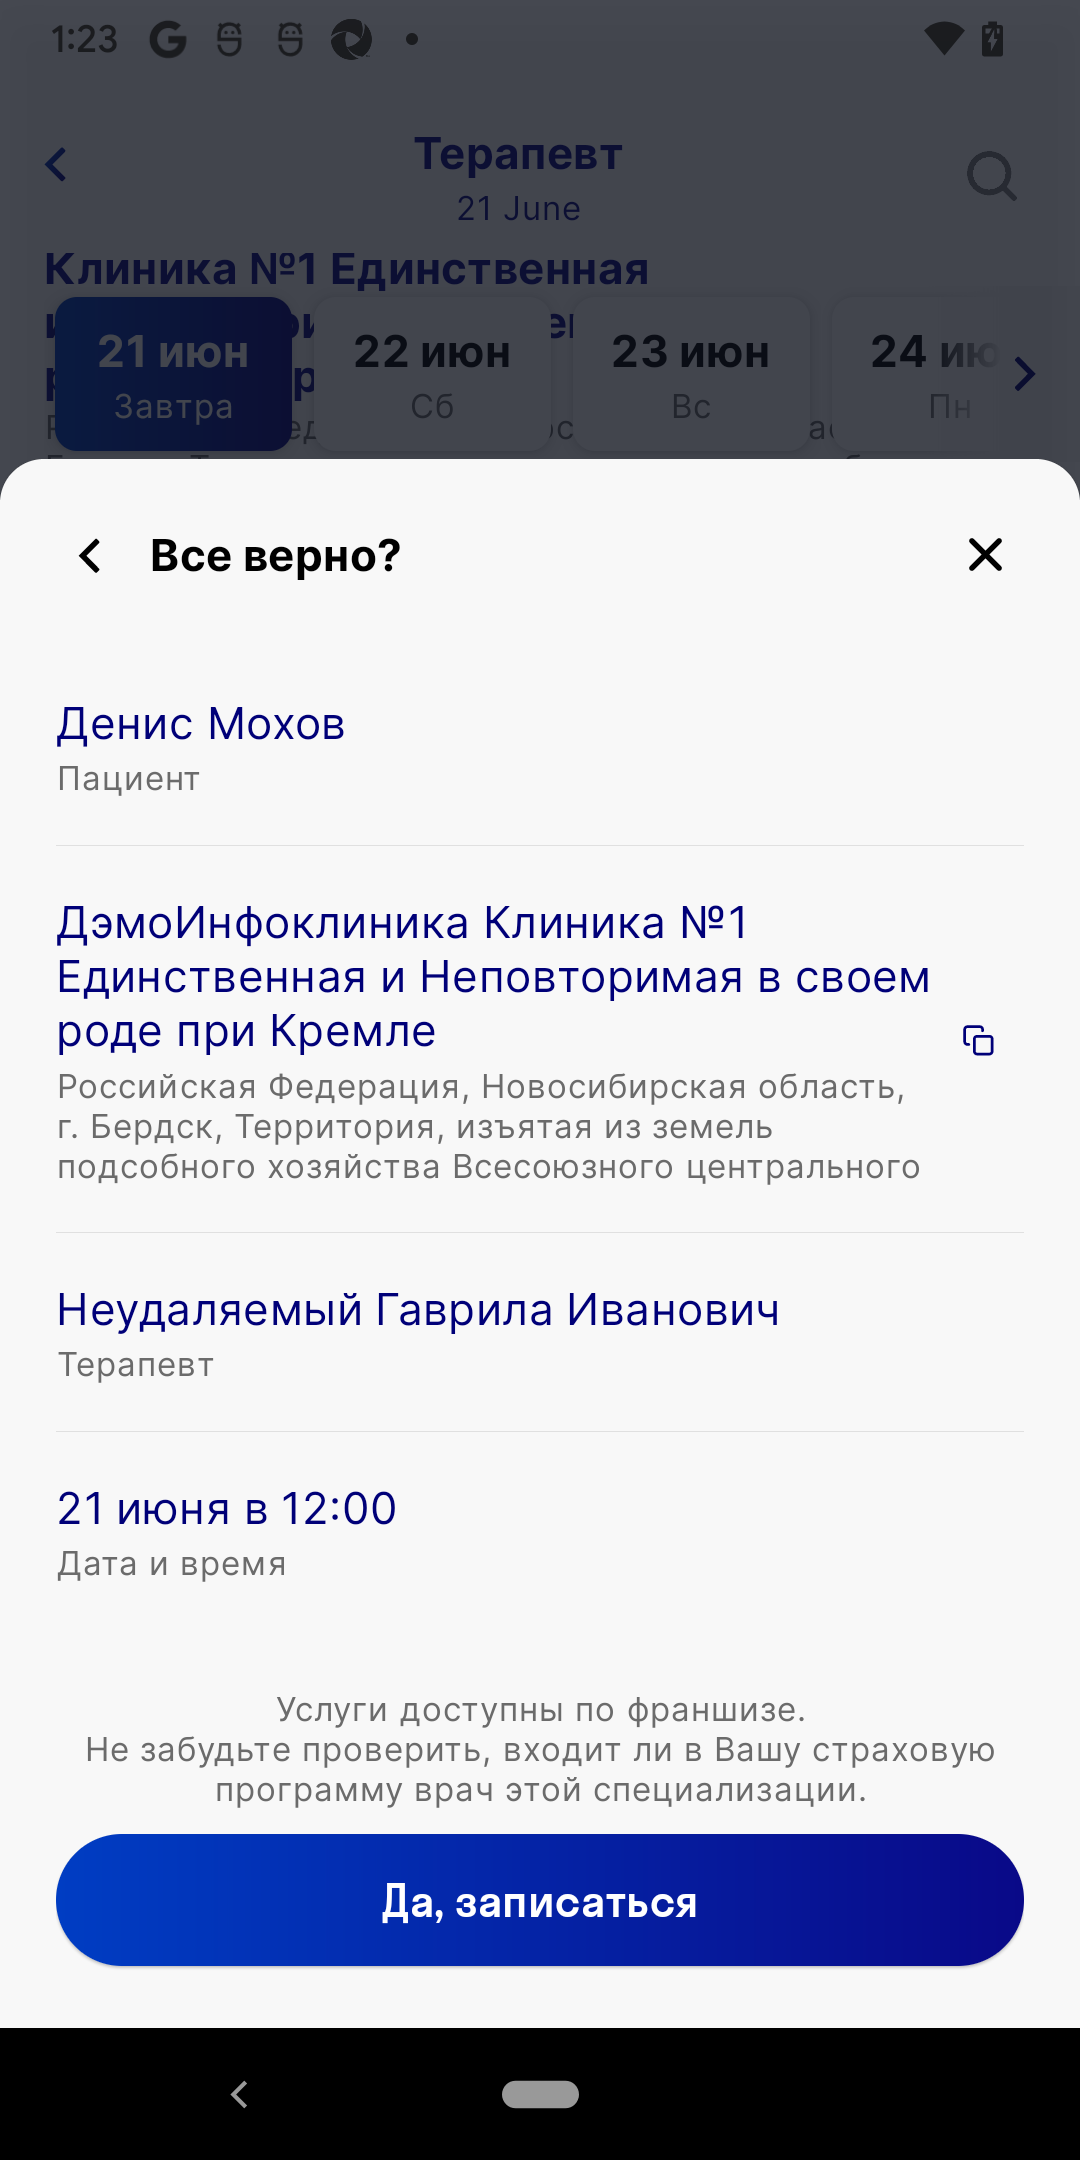 1:23
Терапевт
21 June
Клиника №1 Единственная
21 июн
Завтра
22 июн
Сб
23 июн
Вс
24 ию
Пн
Все верно?
Денис Мохов
Пациент
ДэмоИнфоклиника Клиника №1
Единственная и Неповторимая в своем
роде при Кремле
Российская Федерация, Новосибирская область,
г. Бердск, Территория, изъятая из земель
подсобного хозяйства Всесоюзного центрального
Неудаляемый Гаврила Иванович
Терапевт
21 июня в 12:00
Дата и время
Услуги доступны по франшизе.
Не забудьте проверить, входит ли в Вашу страховую
программу врач этой специализации.
Да, записаться